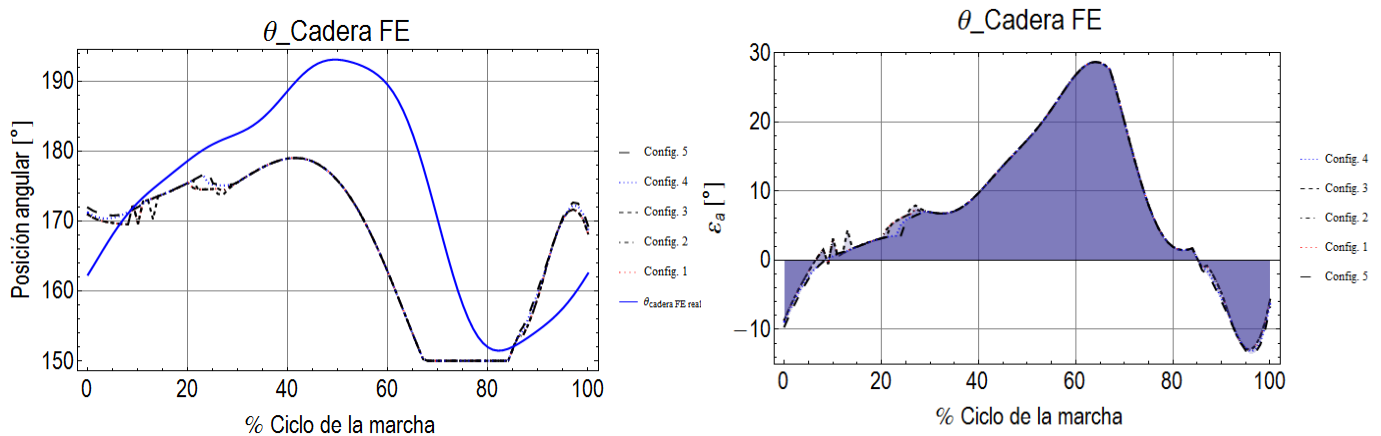 θ_Cadera FE
Posición angular [°]
190
180
170
160
150
0
20
40
60
80
100
% Ciclo de la marcha
Config. 5
Config. 4
Config. 3
Config. 2
Config. 1
θcadera FE real
θ_Cadera FE
εa [°]
30
20
10
0
−10
0
20
40
60
80
100
% Ciclo de la marcha
Config. 4
Config. 3
Config. 2
Config. 1
Config. 5